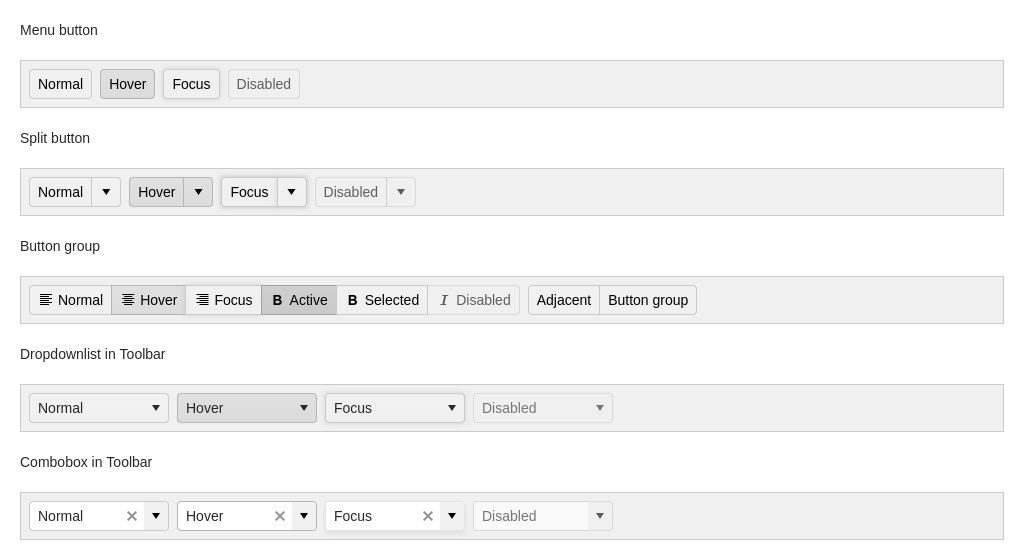 Menu button
Normal Hover Focus Disabled
Split button
Normal Hover Focus Disabled
Button group
Normal Hover Focus B Active B Selected I Disabled Adjacent Button group
Dropdownlist in Toolbar
Normal Hover Focus Disabled
Combobox in Toolbar
Normal Hover Focus Disabled